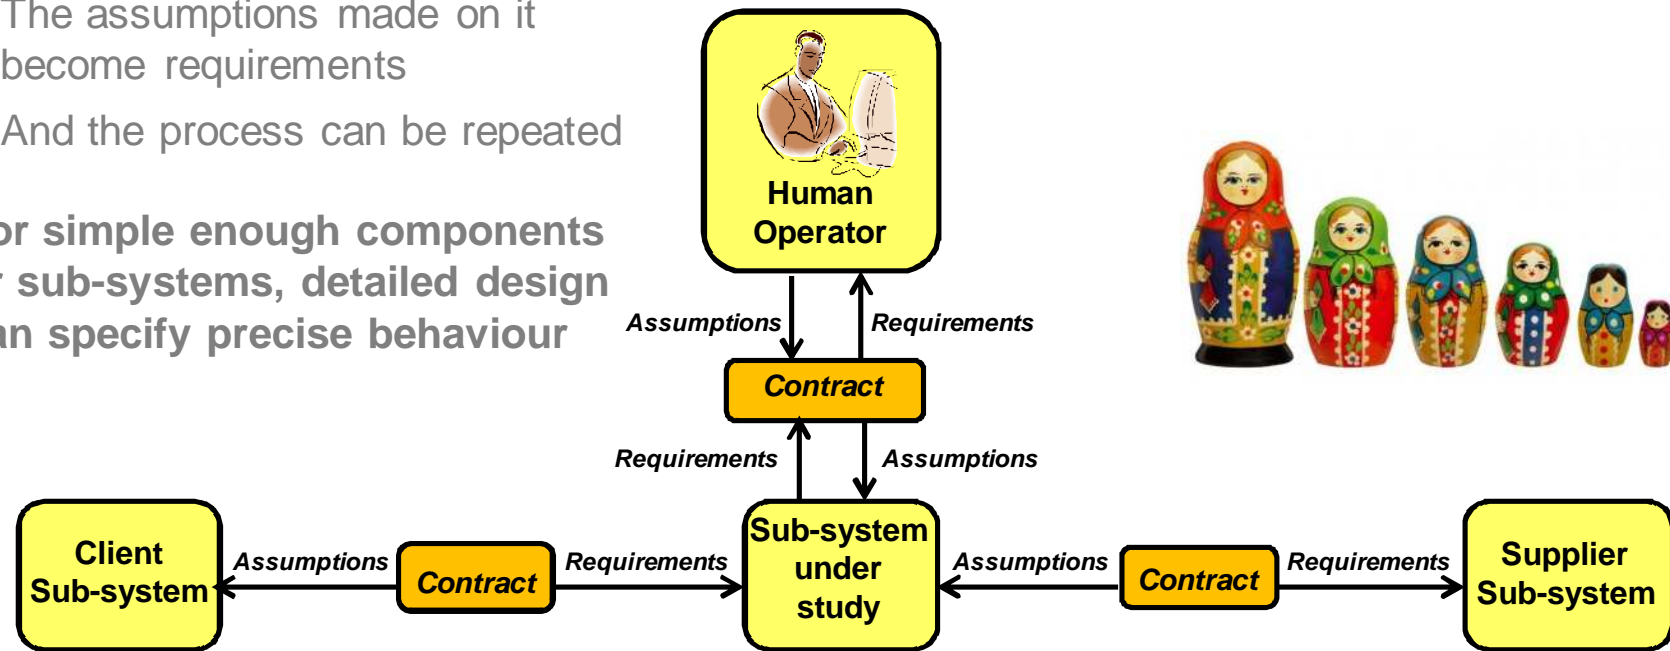 The assumptions made on it
become requirements
And the process can be repeated
or simple enough components
r sub-systems, detailed design
an specify precise behaviour
Human
Operator
Assumptions
Requirements
Contract
Requirements
Assumptions
Client
Sub-system
Assumptions
Contract
Requirements
Sub-system
under
study
Assumptions
Contract
Requirements
Supplier
Sub-system